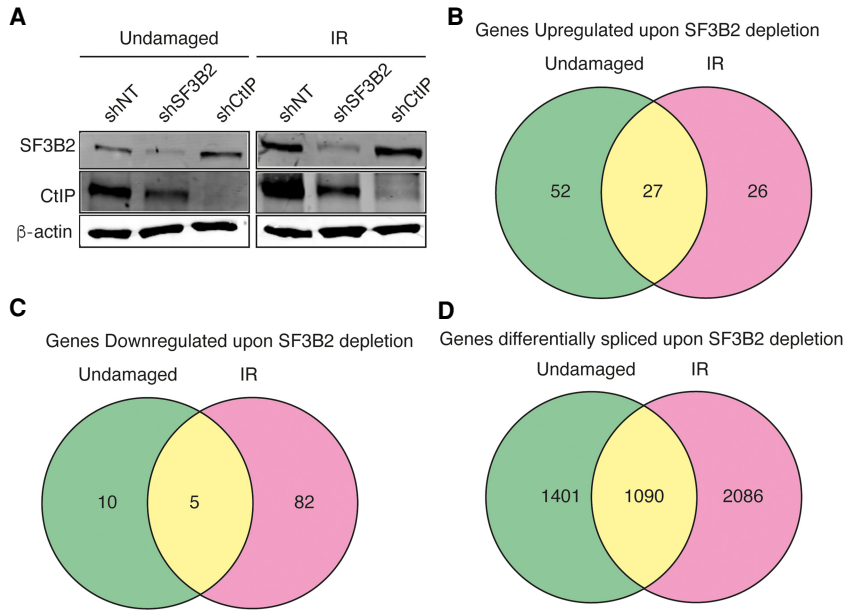 A
Undamaged IR
shNT shSF3B2 shCtIP shNT shSF3B2 shCtIP
SF3B2
CtIP
β-actin
B
Genes Upregulated upon SF3B2 depletion
Undamaged IR
52 27 26
C
Genes Downregulated upon SF3B2 depletion
Undamaged IR
10 5 82
D
Genes differentially spliced upon SF3B2 depletion
Undamaged IR
1401 1090 2086